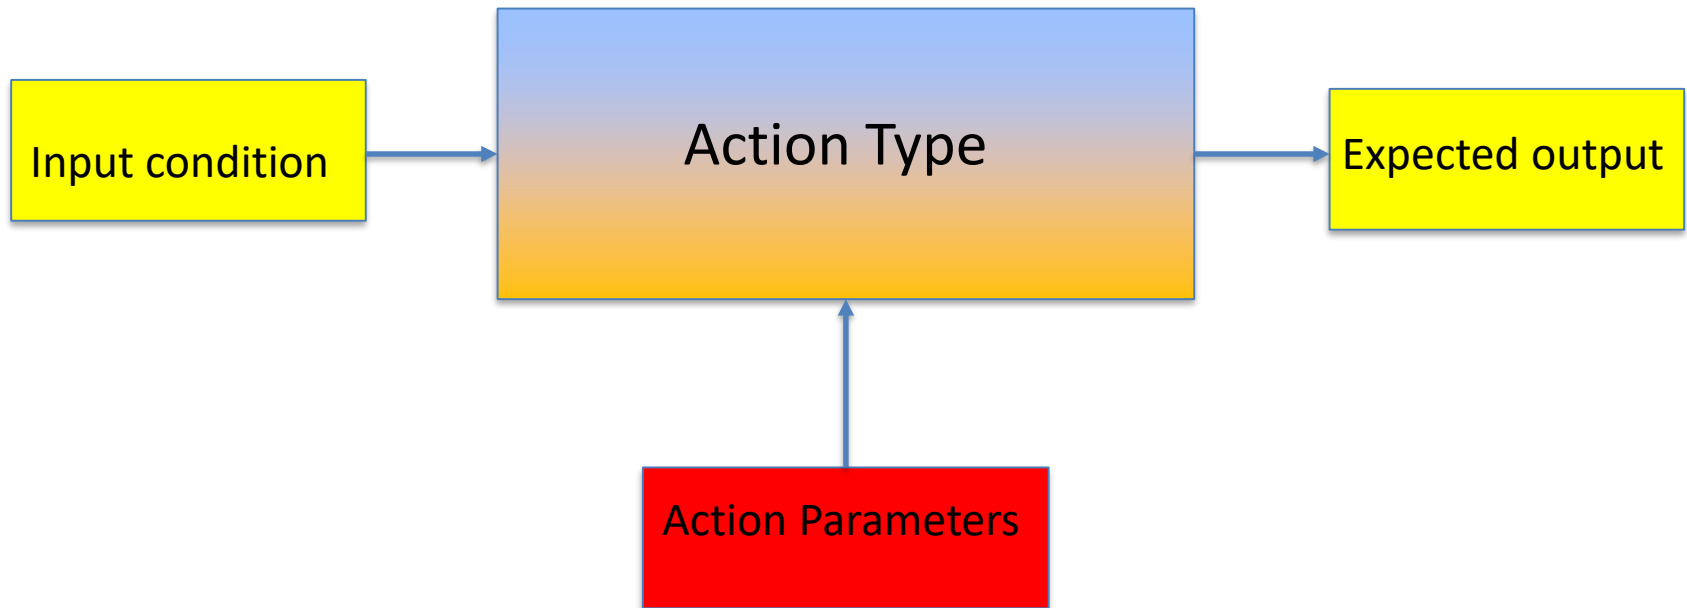 Action Type
Input condition
Expected output
Action Parameters